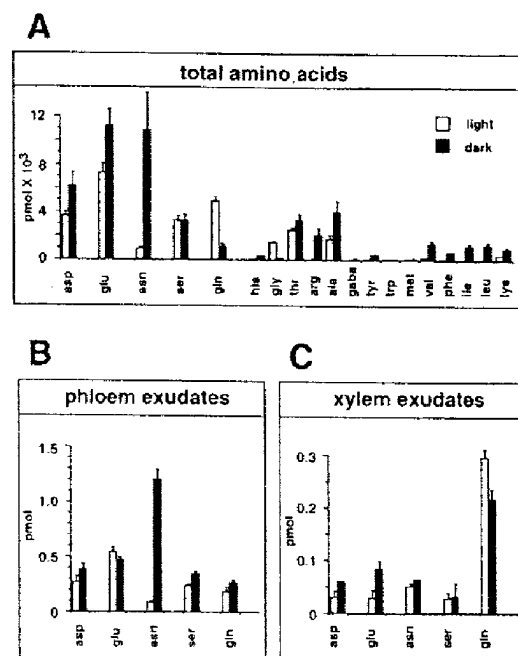 A
total amino acids
12
8
4
0
pmol X 10³
light
dark
asp
glu
asn
ser
gln
his
gly
thr
arg
ala
gaba
tyr
trp
met
val
phe
ile
leu
lys
B
phloem exudates
1.5
1.0
0.5
0
pmol
asp
glu
asn
ser
gln
C
xylem exudates
0.3
0.2
0.1
0
pmol
asp
glu
asn
ser
gln